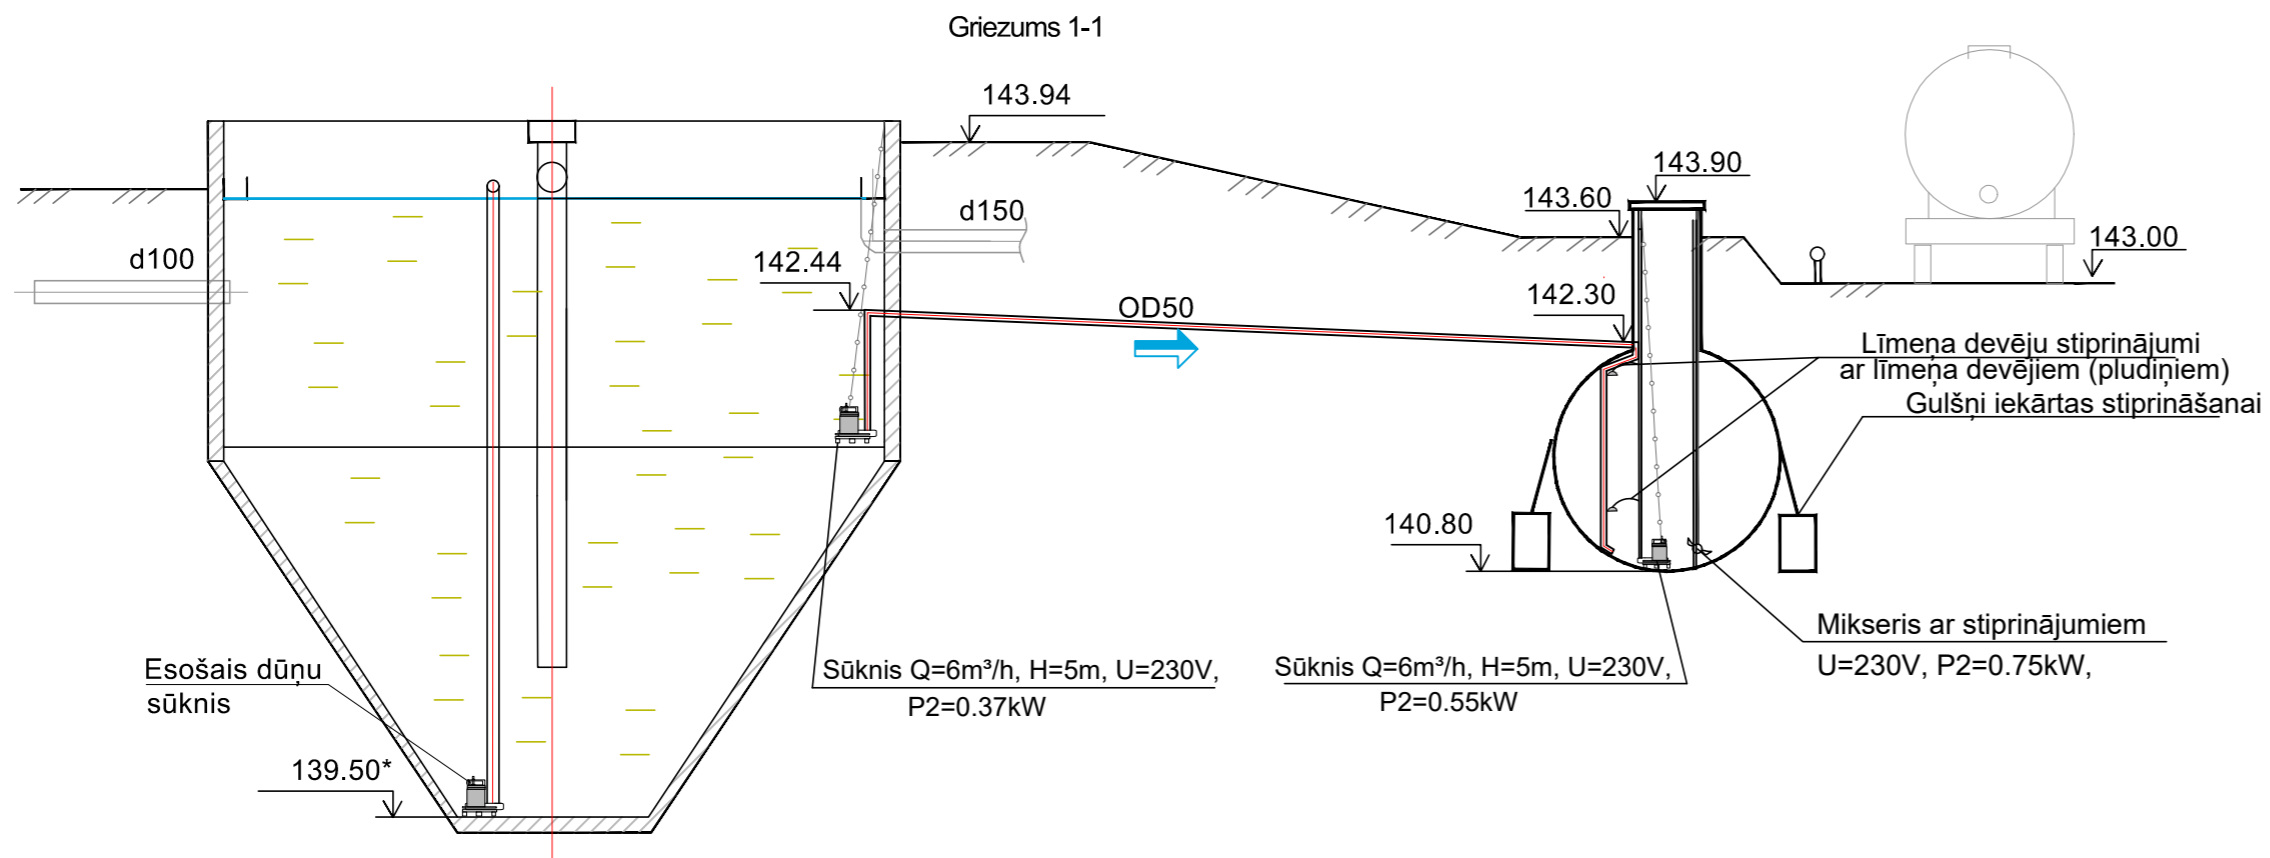 Griezums 1-1
143.94
143.90
143.60
143.00
d150
d100
142.44
142.30
OD50
Līmeņa devēju stiprinājumi
ar līmeņa devējiem (pludiņiem)
Gulšņi iekārtas stiprināšanai
140.80
Mikseris ar stiprinājumiem
U=230V, P2=0.75kW,
Esošais dūņu
sūknis
Sūknis Q=6m³/h, H=5m, U=230V,
P2=0.37kW
Sūknis Q=6m³/h, H=5m, U=230V,
P2=0.55kW
139.50*